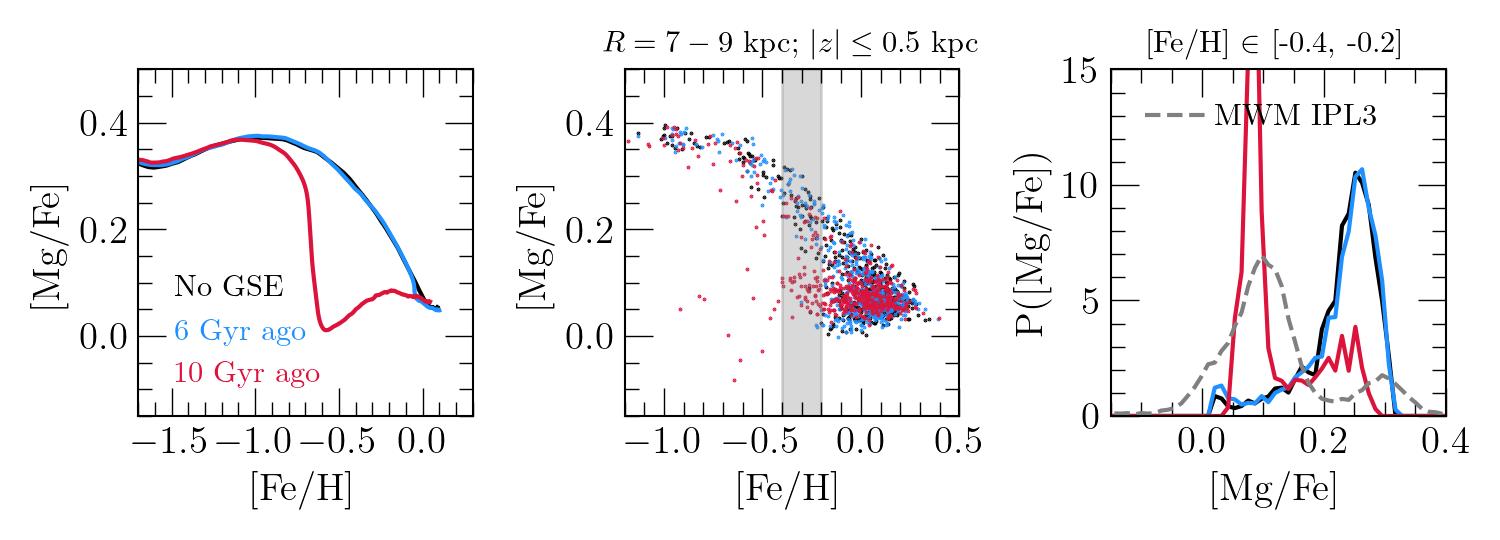 0.4
0.2
0.0
[Mg/Fe]
No GSE
6 Gyr ago
10 Gyr ago
−1.5 −1.0 −0.5 0.0
[Fe/H]
R = 7 − 9 kpc; |z| ≤ 0.5 kpc
0.4
0.2
0.0
[Mg/Fe]
−1.0 −0.5 0.0 0.5
[Fe/H]
[Fe/H] ∈ [-0.4, -0.2]
15
10
5
0
P([Mg/Fe])
MWM IPL3
0.0 0.2 0.4
[Mg/Fe]